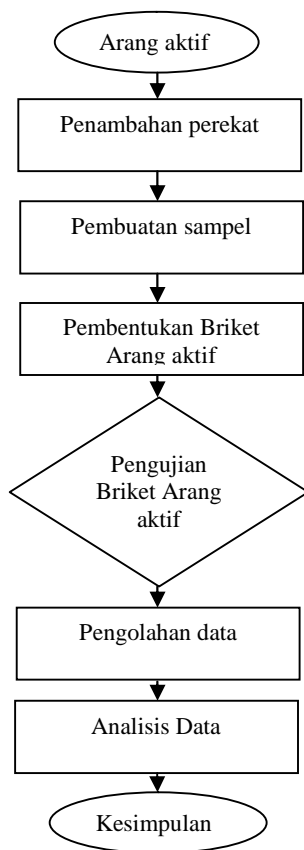 Arang aktif
Penambahan perekat
Pembuatan sampel
Pembentukan Briket
Arang aktif
Pengujian
Briket Arang
aktif
Pengolahan data
Analisis Data
Kesimpulan